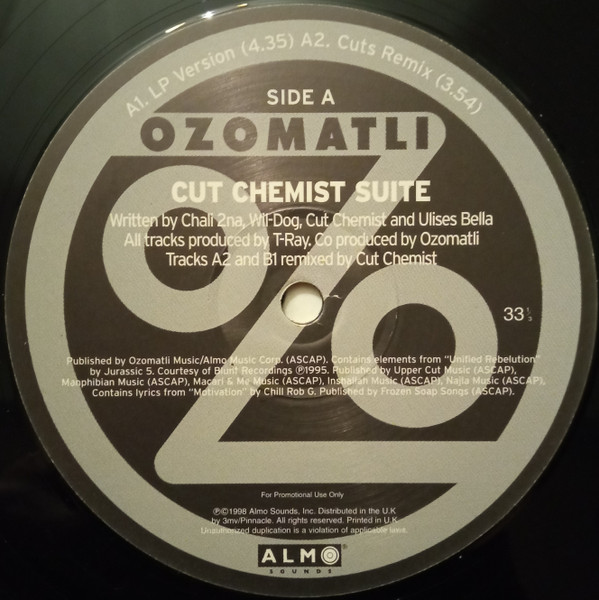 A1. LP Version (4.35) A2. Cuts Remix (3.54)
SIDE A
OZOMATLI
CUT CHEMIST SUITE
Written by Chali 2na, Wil-Dog, Cut Chemist and Ulises Bella
All tracks produced by T-Ray. Co produced by Ozomatli
Tracks A2 and B1 remixed by Cut Chemist
33 1/3
Published by Ozomatli Music/Almo Music Corp. (ASCAP). Contains elements from "Unified Rebelution"
by Jurassic 5. Courtesy of Blunt Recordings ℗1995. Published by Upper Cut Music (ASCAP),
Maophibian Music (ASCAP), Macari & Me Music (ASCAP), Inshallah Music (ASCAP), Najla Music (ASCAP),
Contains lyrics from "Motivation" by Chill Rob G. Published by Frozen Soap Songs (ASCAP).
For Promotional Use Only
℗©1998 Almo Sounds, Inc. Distributed in the U.K
by 3mv/Pinnacle. All rights reserved. Printed in U.K
Unauthorized duplication is a violation of applicable laws.
ALMO®
SOUNDS